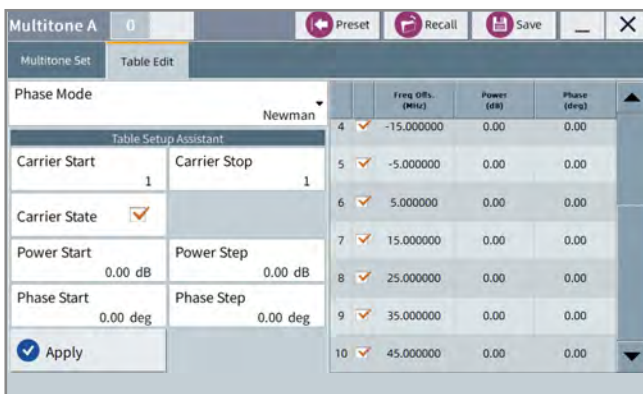 Multitone A 0 Preset Recall Save
Multitone Set Table Edit
Phase Mode
Newman
Table Setup Assistant
Carrier Start
1
Carrier Stop
1
Carrier State
Power Start
0.00 dB
Power Step
0.00 dB
Phase Start
0.00 deg
Phase Step
0.00 deg
Apply
Freq Offs. (MHz) Power (dB) Phase (deg)
4 -15.000000 0.00 0.00
5 -5.000000 0.00 0.00
6 5.000000 0.00 0.00
7 15.000000 0.00 0.00
8 25.000000 0.00 0.00
9 35.000000 0.00 0.00
10 45.000000 0.00 0.00